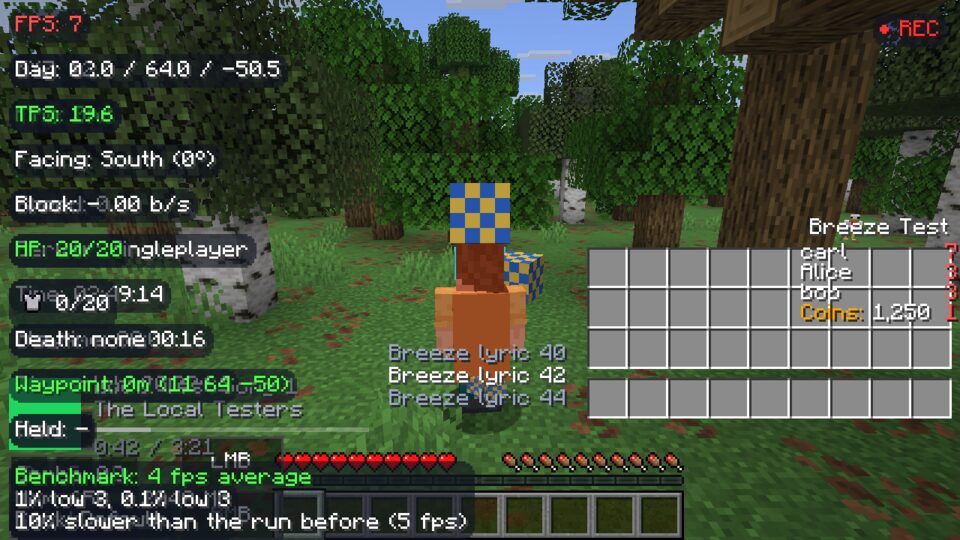 FPS: 7
REC
Day: 0 / 64.0 / -50.5
TPS: 19.6
Facing: South (0°)
Block: -0.00 b/s
HP: 20/20 ingleplayer
0/20 49:14
Death: none 00:16
Waypoint: 0m (11 64 -50)
The Local Testers
Held: -
0:42 / 3:21
LMB
Benchmark: 4 fps average
1% low 3, 0.1% low 3
10% slower than the run before (5 fps)
Breeze lyric 40
Breeze lyric 42
Breeze lyric 44
Breeze Test
carl 7
Alice 3
bob 3
Coins: 1,250 1